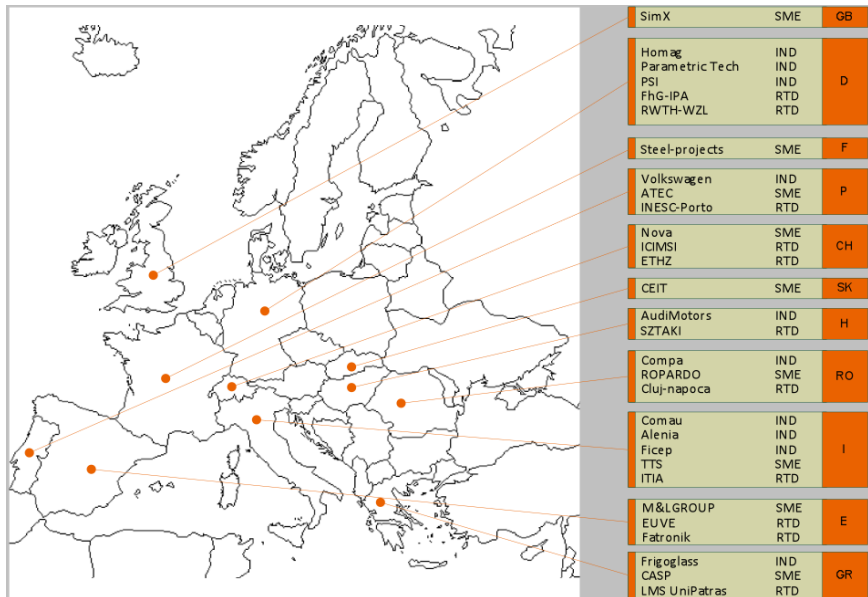 SimX SME GB
Homag IND
Parametric Tech IND
PSI IND D
FhG-IPA RTD
RWTH-WZL RTD
Steel-projects SME F
Volkswagen IND
ATEC SME P
INESC-Porto RTD
Nova SME
ICIMSI RTD CH
ETHZ RTD
CEIT SME SK
AudiMotors IND H
SZTAKI RTD
Compa IND
ROPARDO SME RO
Cluj-napoca RTD
Comau IND
Alenia IND
Ficep IND I
TTS SME
ITIA RTD
M&LGROUP SME
EUVE RTD E
Fatronik RTD
Frigoglass IND
CASP SME GR
LMS UniPatras RTD